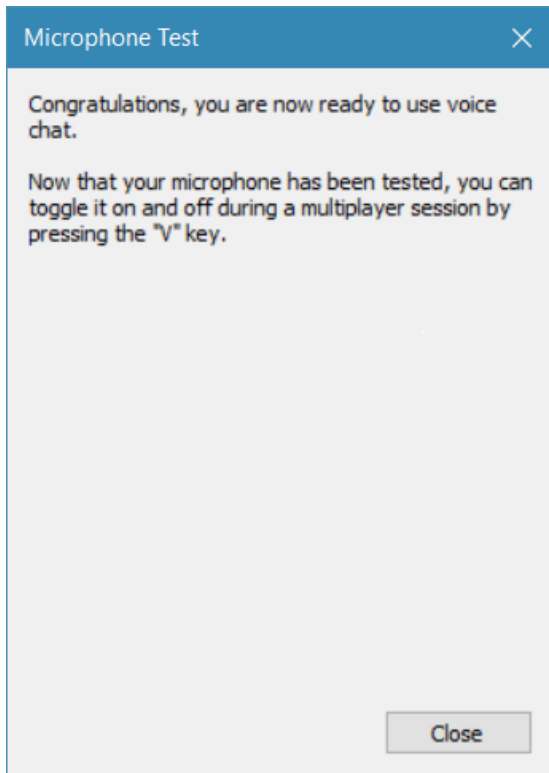 Microphone Test
Congratulations, you are now ready to use voice
chat.
Now that your microphone has been tested, you can
toggle it on and off during a multiplayer session by
pressing the "V" key.
Close